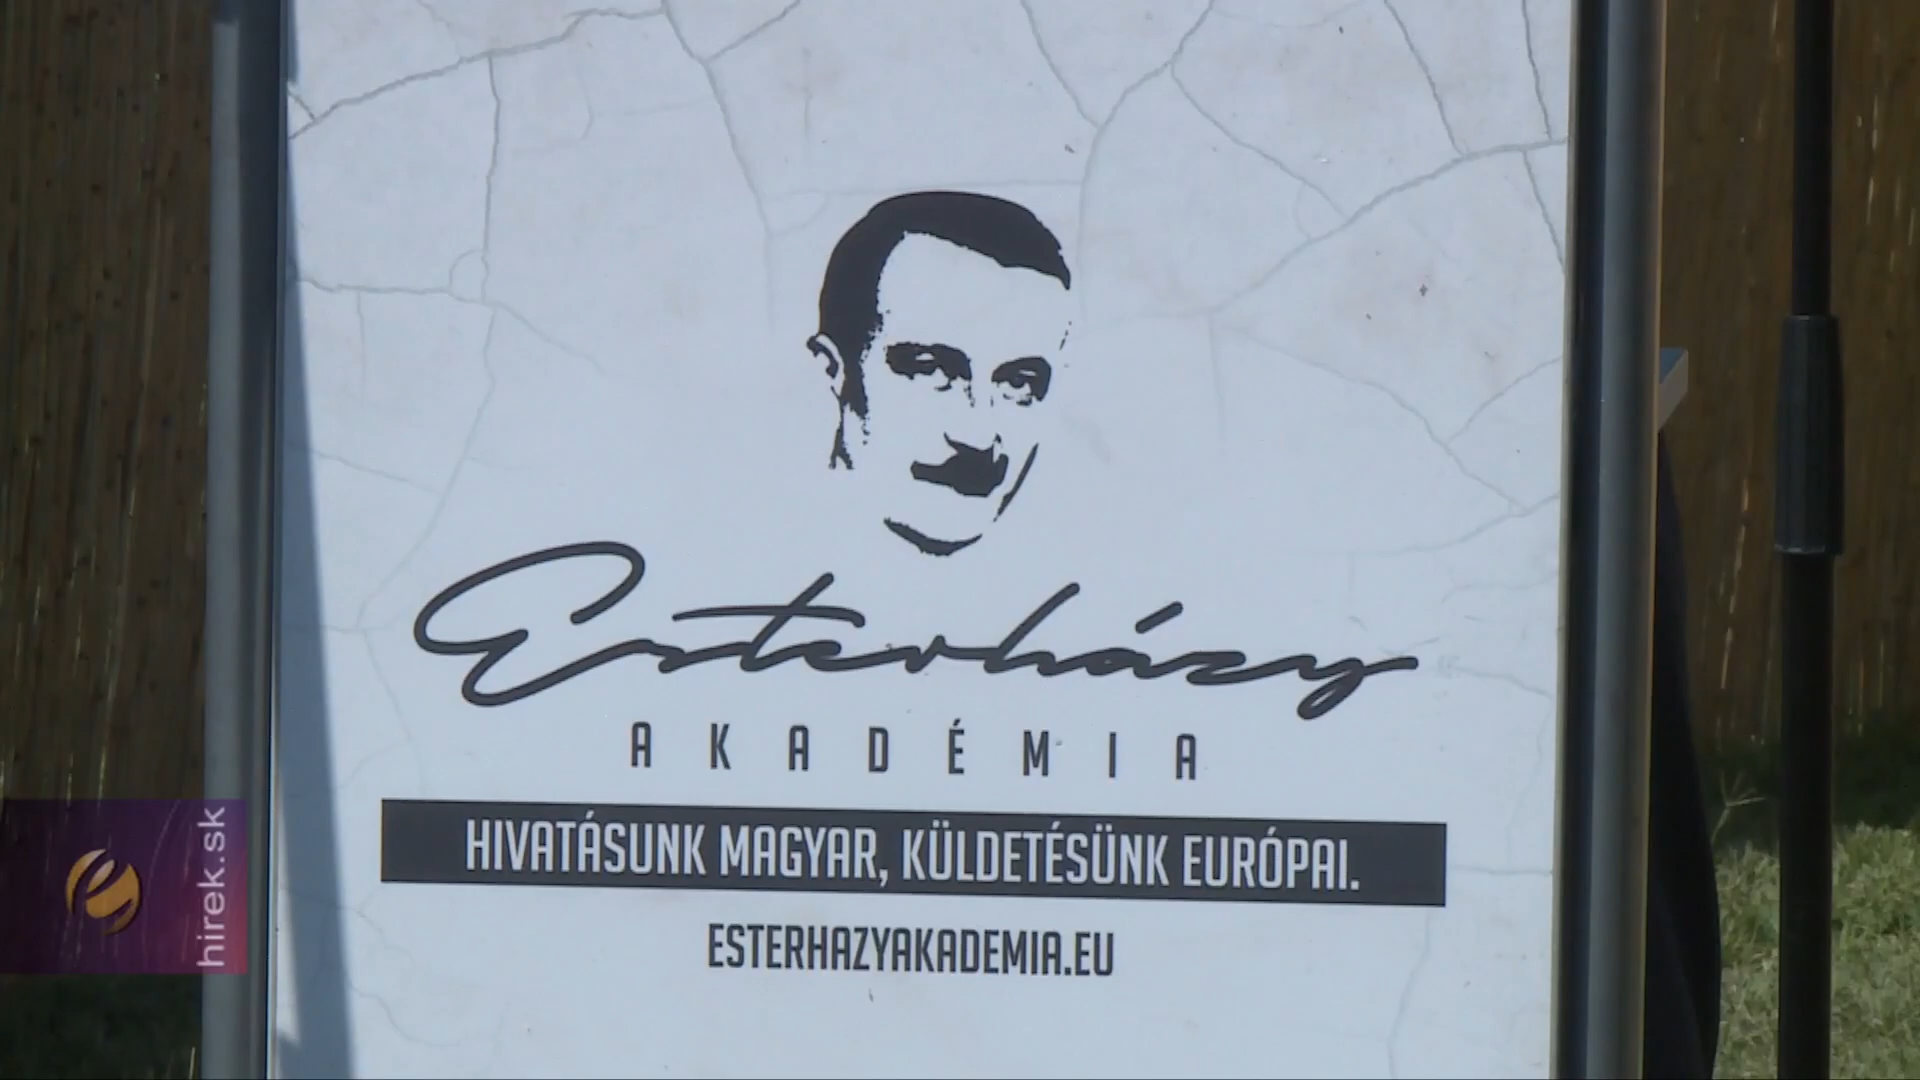 Esterházy
AKADÉMIA
HIVATÁSUNK MAGYAR, KÜLDETÉSÜNK EURÓPAI.
ESTERHAZYAKADEMIA.EU
hirek.sk